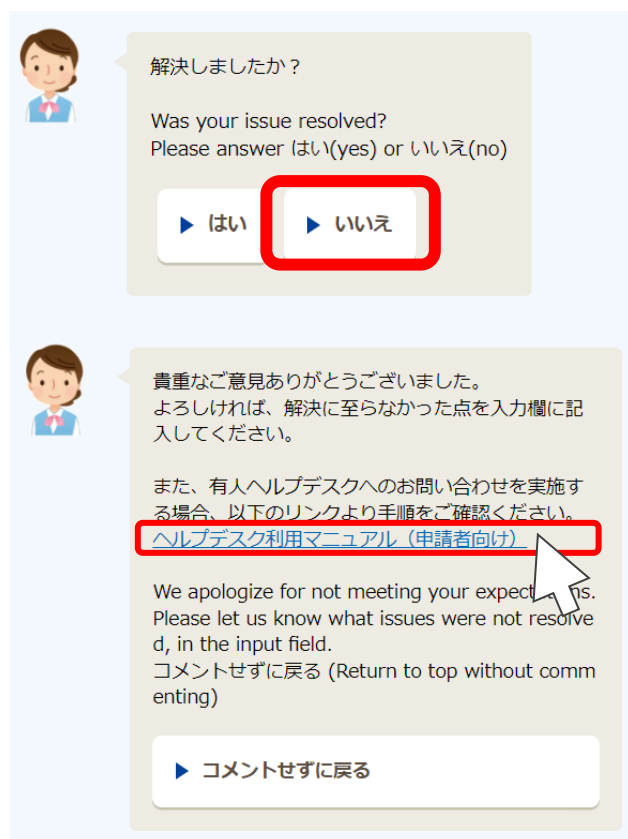 解決しましたか？
Was your issue resolved?
Please answer はい(yes) or いいえ(no)
はい
いいえ
貴重なご意見ありがとうございました。
よろしければ、解決に至らなかった点を入力欄に記
入してください。
また、有人ヘルプデスクへのお問い合わせを実施す
る場合、以下のリンクより手順をご確認ください。
ヘルプデスク利用マニュアル（申請者向け）
We apologize for not meeting your expectations.
Please let us know what issues were not resolve
d, in the input field.
コメントせずに戻る (Return to top without comm
enting)
コメントせずに戻る